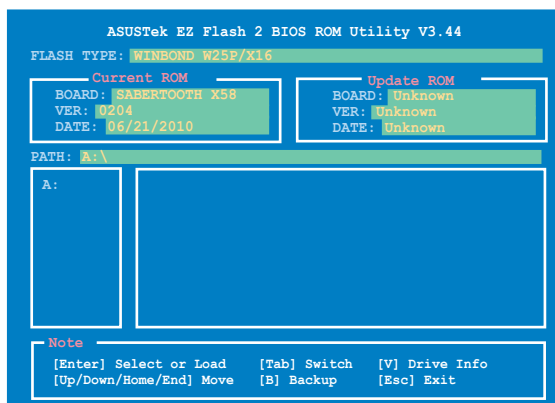 ASUSTek EZ Flash 2 BIOS ROM Utility V3.44
FLASH TYPE: WINBOND W25P/X16
Current ROM
BOARD: SABERTOOTH X58
VER: 0204
DATE: 06/21/2010
Update ROM
BOARD: Unknown
VER: Unknown
DATE: Unknown
PATH: A:\
A:
Note
[Enter] Select or Load [Tab] Switch [V] Drive Info
[Up/Down/Home/End] Move [B] Backup [Esc] Exit